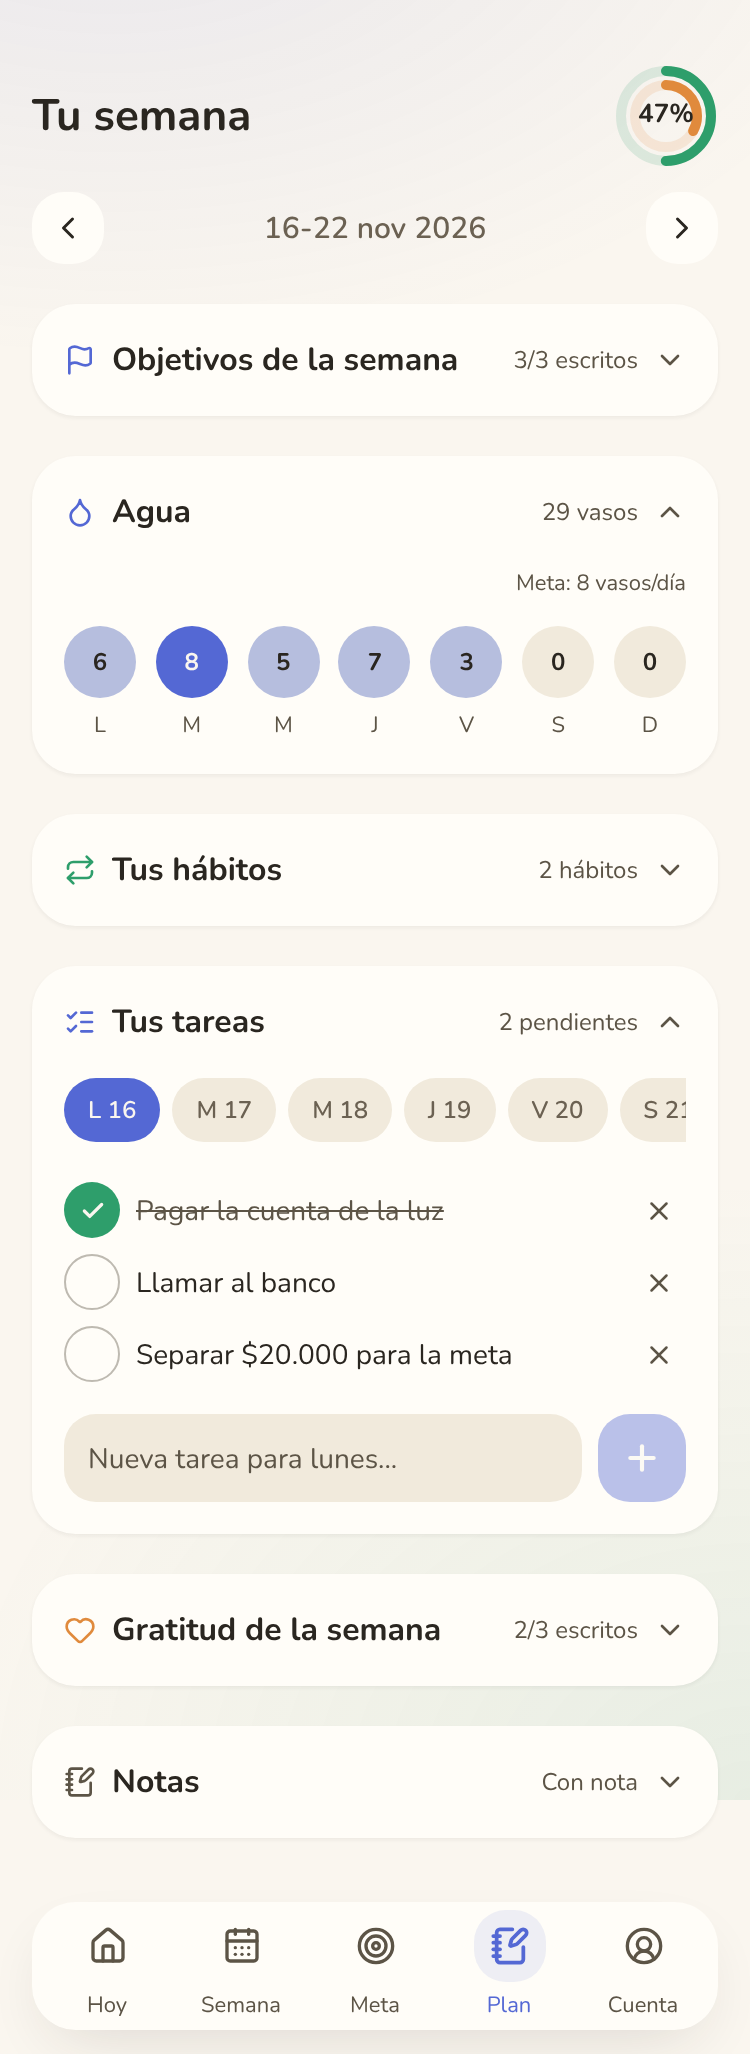 Tu semana
47%
16-22 nov 2026
Objetivos de la semana 3/3 escritos
Agua 29 vasos
Meta: 8 vasos/día
6 8 5 7 3 0 0
L M M J V S D
Tus hábitos 2 hábitos
Tus tareas 2 pendientes
L 16 M 17 M 18 J 19 V 20 S 21
Pagar la cuenta de la luz
Llamar al banco
Separar $20.000 para la meta
Nueva tarea para lunes...
Gratitud de la semana 2/3 escritos
Notas Con nota
Hoy Semana Meta Plan Cuenta